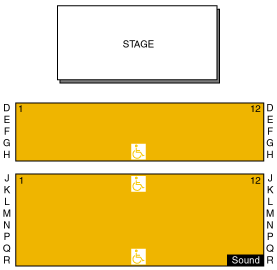 STAGE
D 1 12 D
E E
F F
G G
H H
J 1 12 J
K K
L L
M M
N N
P P
Q Q
R Sound R